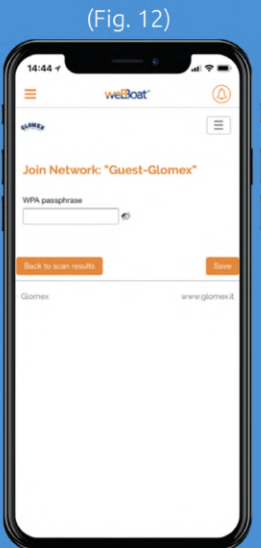 (Fig. 12)
14:44
weBBoat
GLOMEX
Join Network: "Guest-Glomex"
WPA passphrase
Back to scan results
Save
Glomex
www.glomex.it